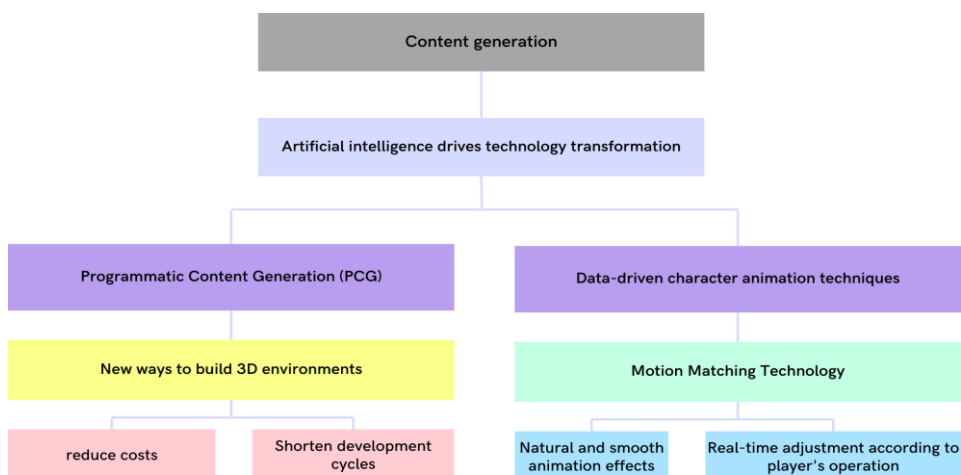 Content generation
Artificial intelligence drives technology transformation
Programmatic Content Generation (PCG)
Data-driven character animation techniques
New ways to build 3D environments
Motion Matching Technology
reduce costs
Shorten development
cycles
Natural and smooth
animation effects
Real-time adjustment according to
player's operation